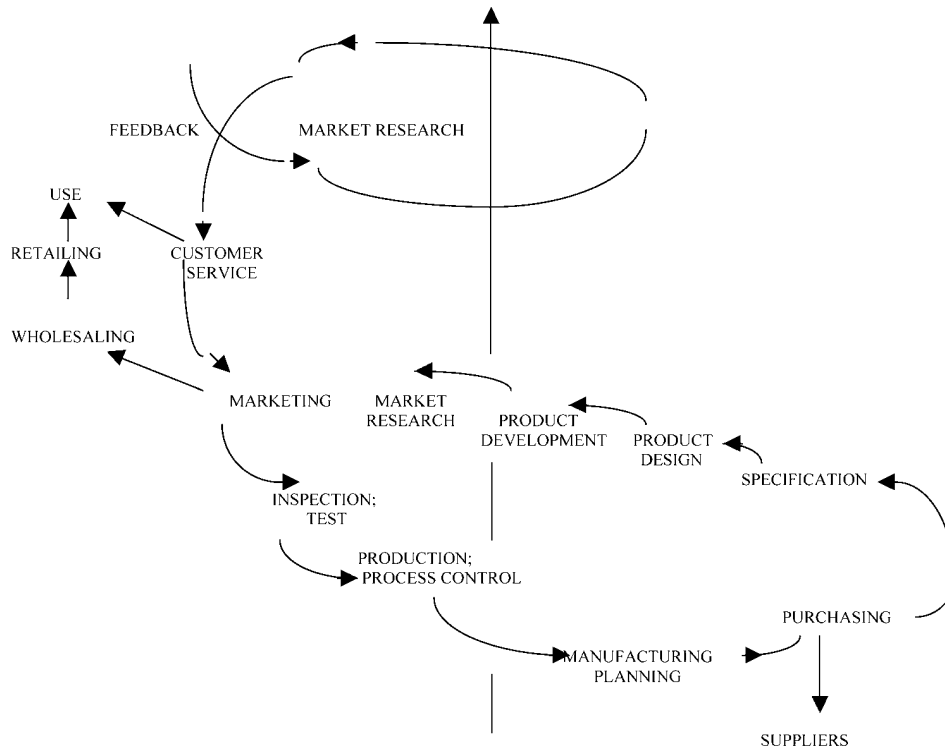 FEEDBACK
MARKET RESEARCH
USE
RETAILING
CUSTOMER
SERVICE
WHOLESALING
MARKETING
MARKET
RESEARCH
PRODUCT
DEVELOPMENT
PRODUCT
DESIGN
SPECIFICATION
INSPECTION;
TEST
PRODUCTION;
PROCESS CONTROL
PURCHASING
MANUFACTURING
PLANNING
SUPPLIERS